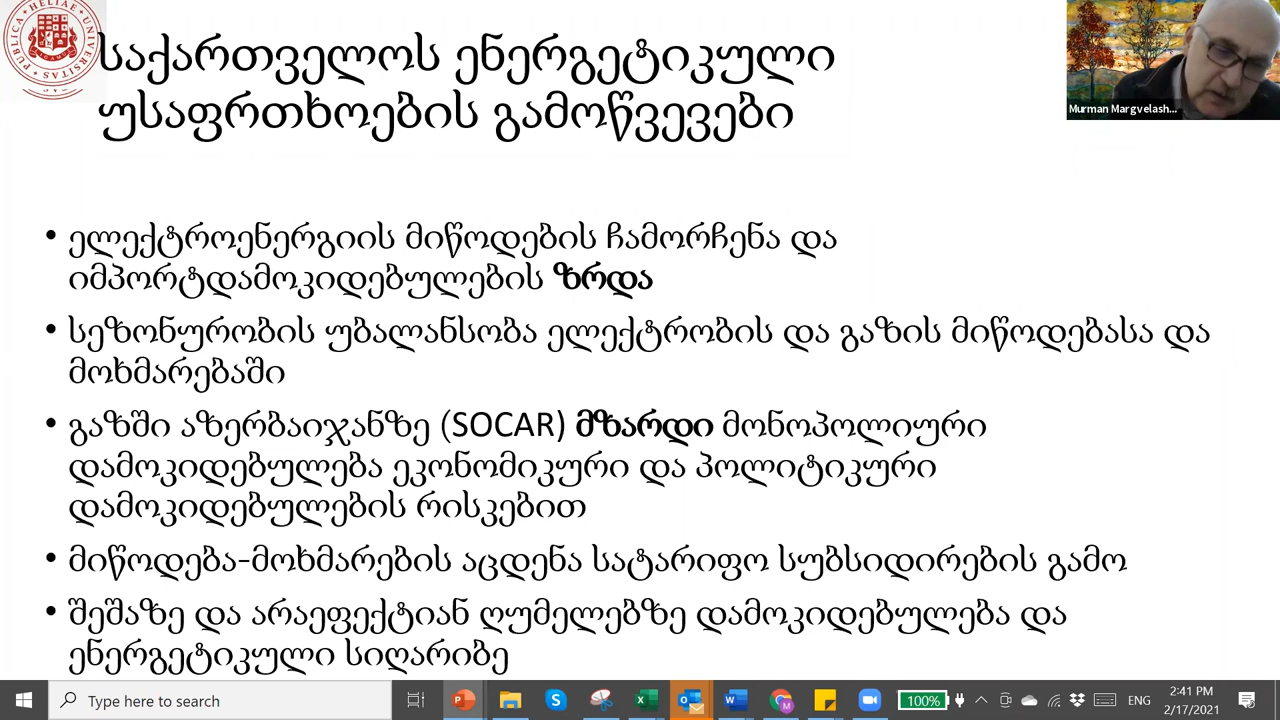 საქართველოს ენერგეტიკული
უსაფრთხოების გამოწვევები
Murman Margvelash...
• ელექტროენერგიის მიწოდების ჩამორჩენა და
იმპორტდამოკიდებულების ზრდა
• სეზონურობის უბალანსობა ელექტრობის და გაზის მიწოდებასა და
მოხმარებაში
• გაზში აზერბაიჯანზე (SOCAR) მზარდი მონოპოლიური
დამოკიდებულება ეკონომიკური და პოლიტიკური
დამოკიდებულების რისკებით
• მიწოდება-მოხმარების აცდენა სატარიფო სუბსიდირების გამო
• შეშაზე და არაეფექტიან ღუმელებზე დამოკიდებულება და
ენერგეტიკული სიღარიბე
Type here to search
100%
ENG
2:41 PM
2/17/2021